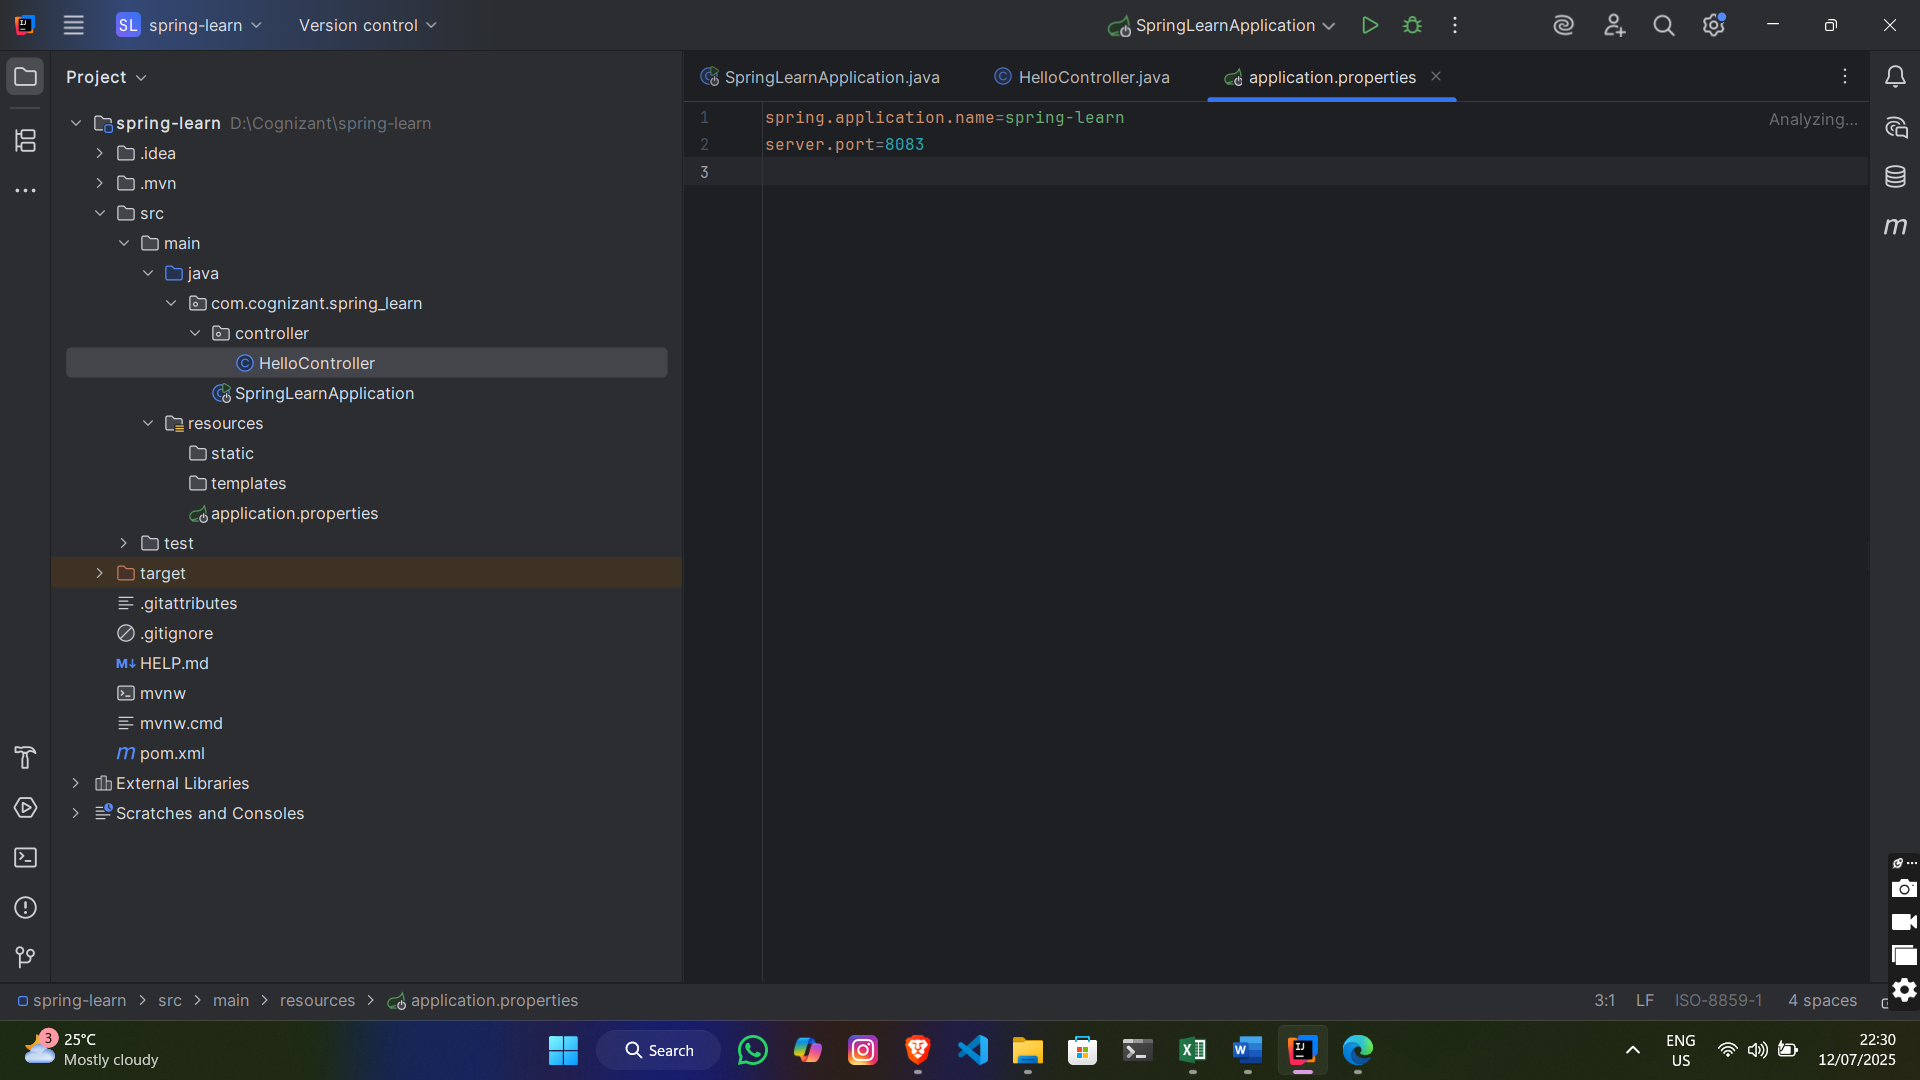 SL spring-learn Version control SpringLearnApplication
Project
SpringLearnApplication.java HelloController.java application.properties
spring-learn D:\Cognizant\spring-learn
.idea
.mvn
src
main
java
com.cognizant.spring_learn
controller
HelloController
SpringLearnApplication
resources
static
templates
application.properties
test
target
.gitattributes
.gitignore
M↓ HELP.md
mvnw
mvnw.cmd
m pom.xml
External Libraries
Scratches and Consoles
1 spring.application.name=spring-learn
Analyzing...
2 server.port=8083
3
m
spring-learn > src > main > resources > application.properties
3:1 LF ISO-8859-1 4 spaces
3
25°C
Mostly cloudy
Search
ENG
US
22:30
12/07/2025